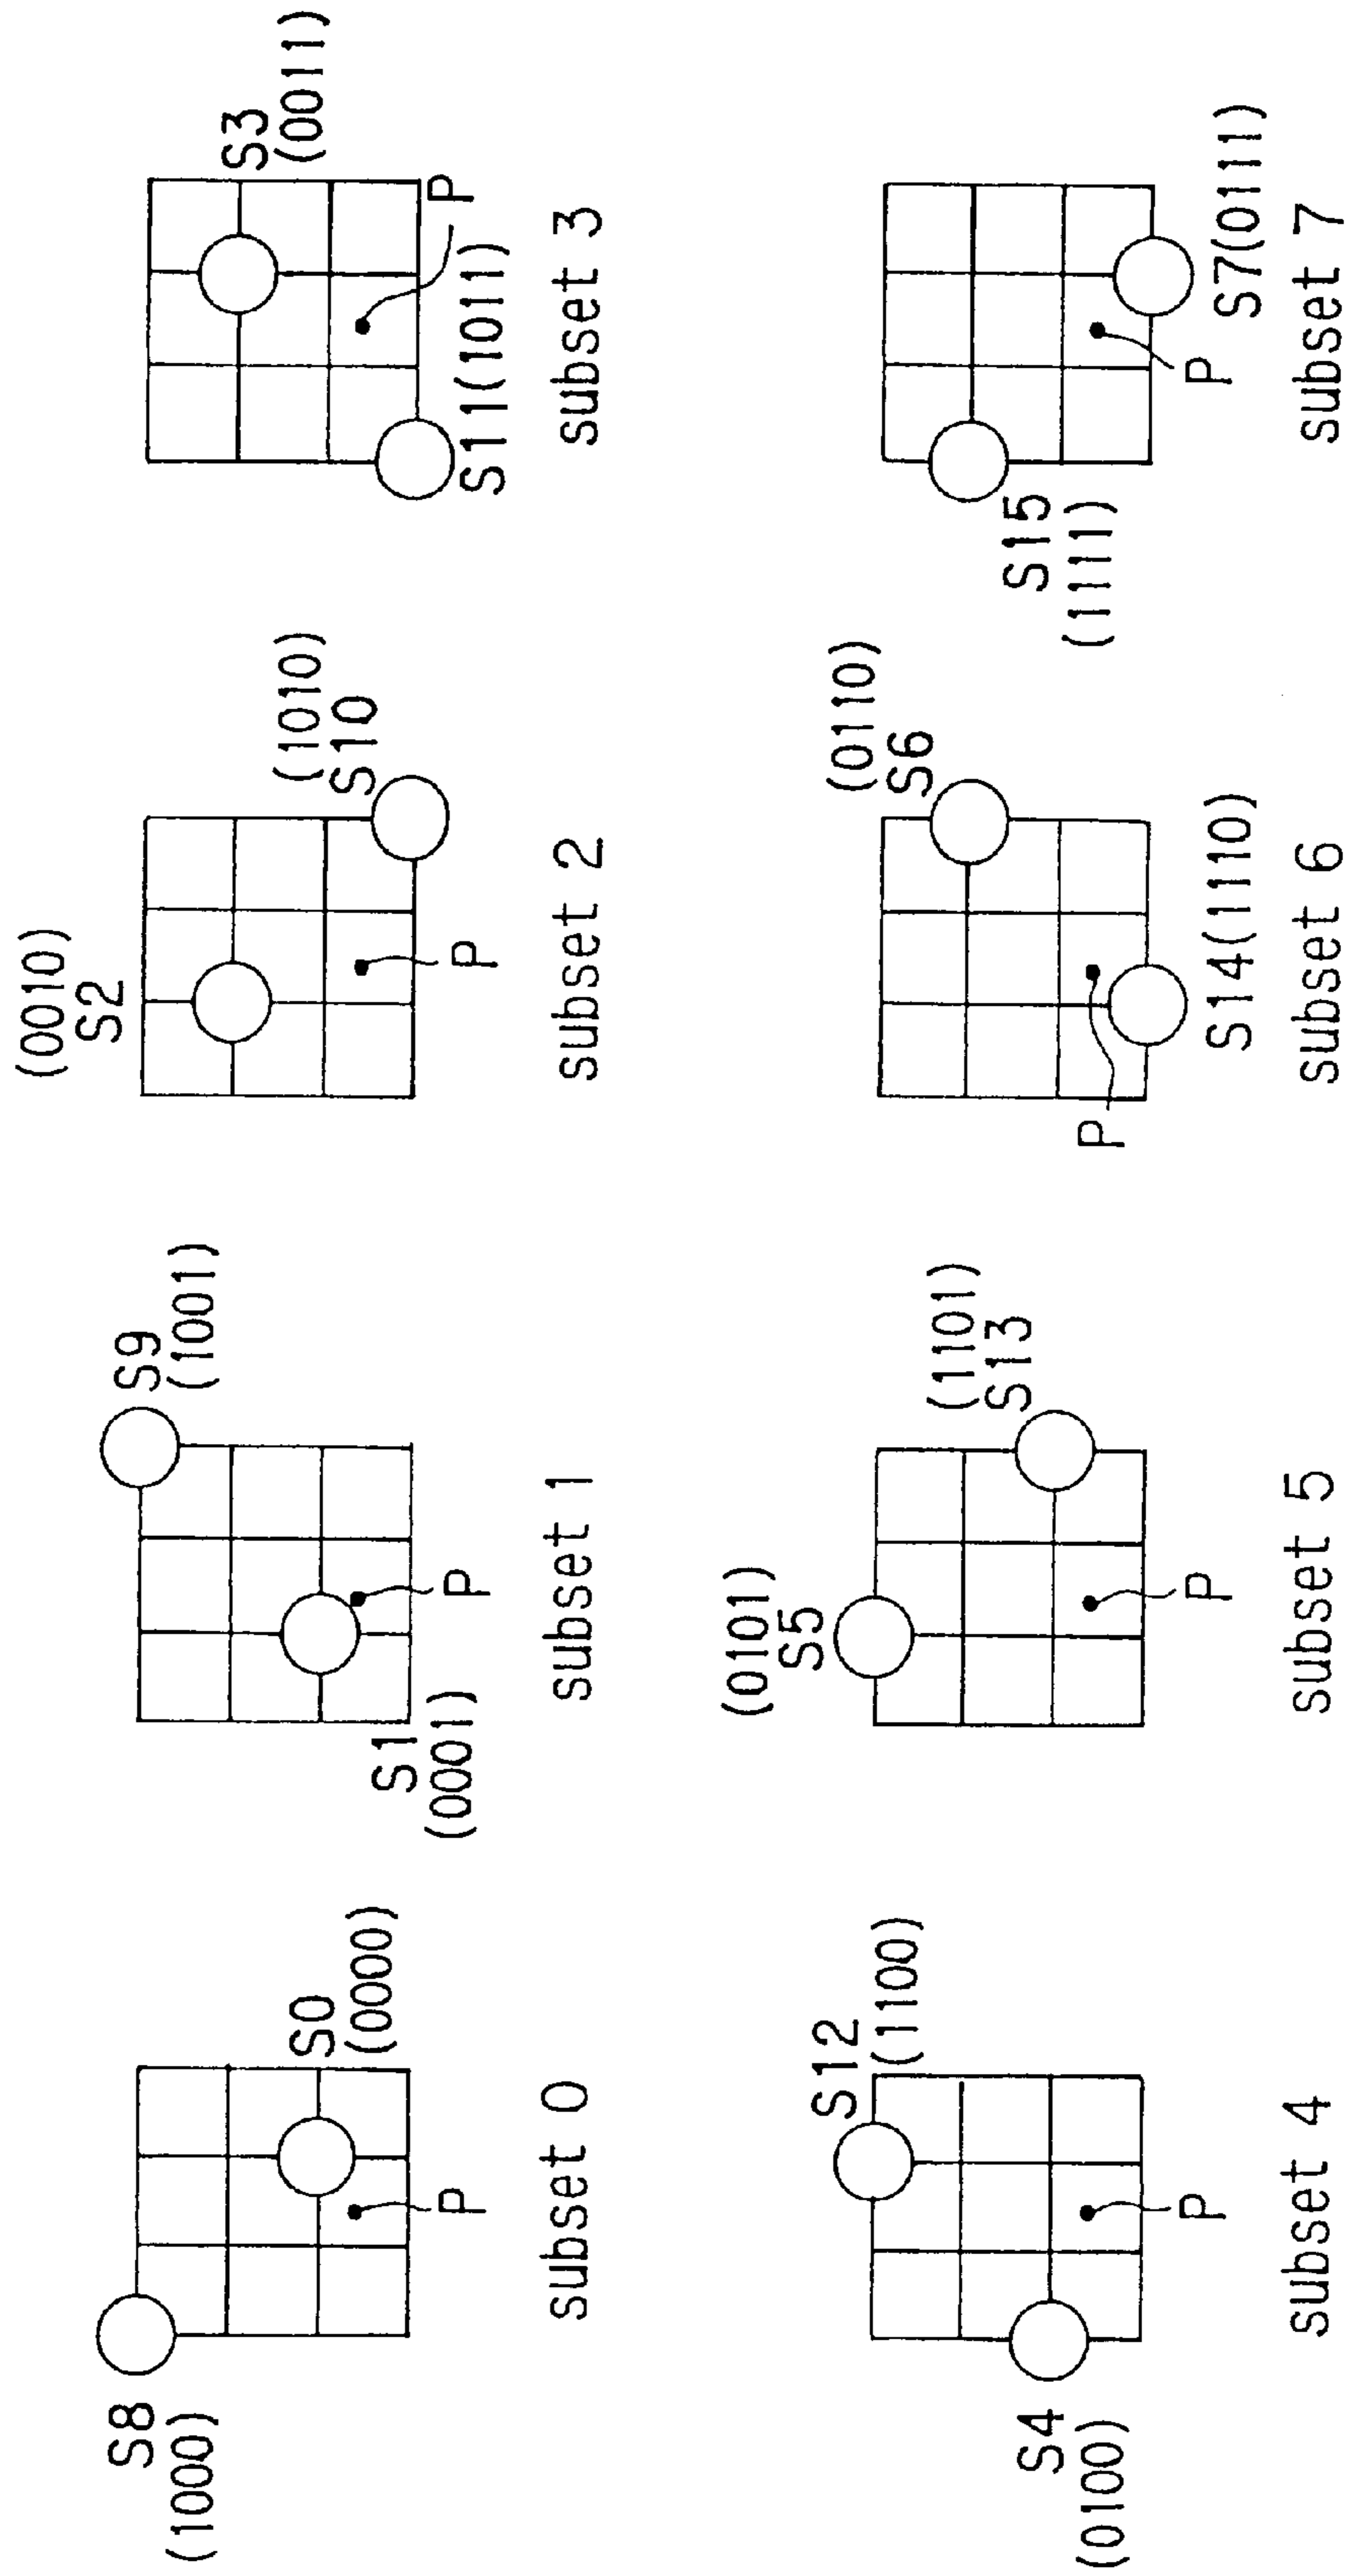 S8
(1000)
S0
(0000)
P
subset 0
S9
(1001)
S1
(0001)
P
subset 1
(0010)
S2
(1010)
S10
P
subset 2
S3
(0011)
P
S11(1011)
subset 3
S12
(1100)
S4
(0100)
P
subset 4
(0101)
S5
(1101)
S13
P
subset 5
(0110)
S6
P
S14(1110)
subset 6
S15
(1111)
P
S7(0111)
subset 7